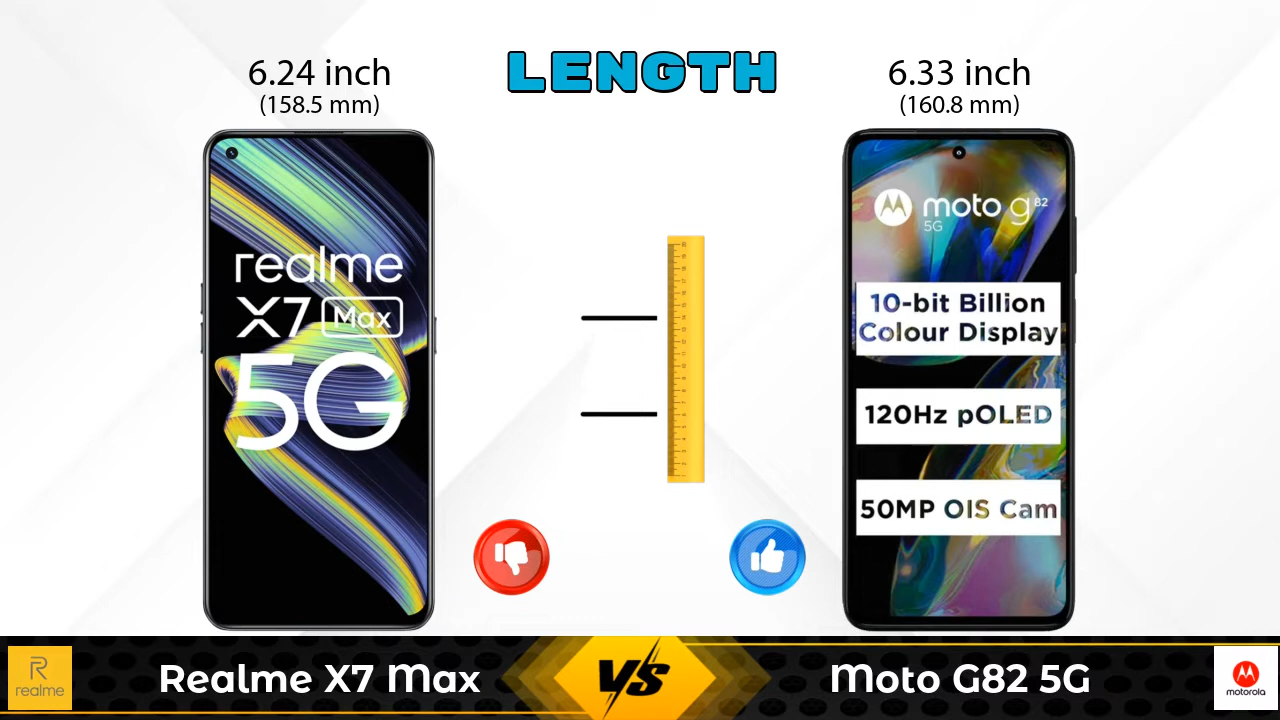 LENGTH
6.24 inch
(158.5 mm)
6.33 inch
(160.8 mm)
realme
X7 Max
5G
moto g82
5G
10-bit Billion
Colour Display
120Hz pOLED
50MP OIS Cam
R
realme
Realme X7 Max
VS
Moto G82 5G
motorola